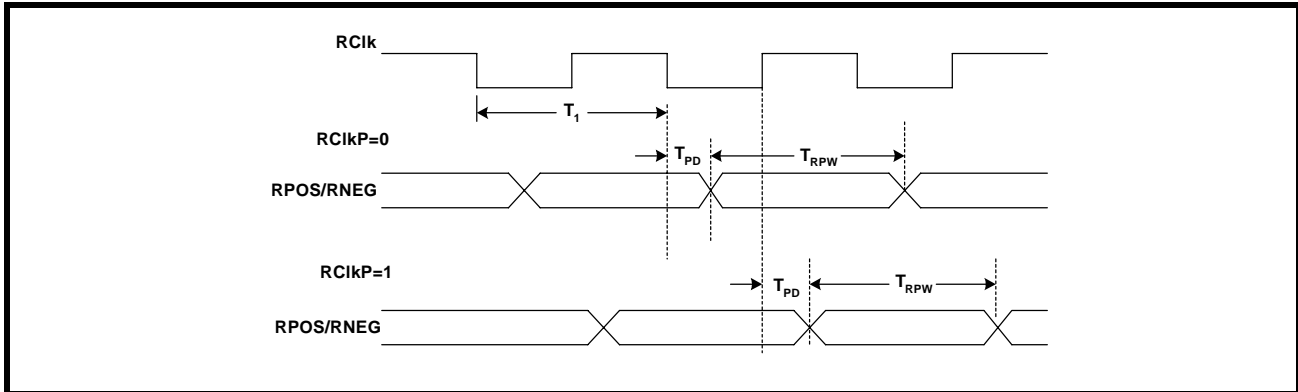 RClk
T1
RClkP=0
TPD
TRPW
RPOS/RNEG
RClkP=1
TPD
TRPW
RPOS/RNEG